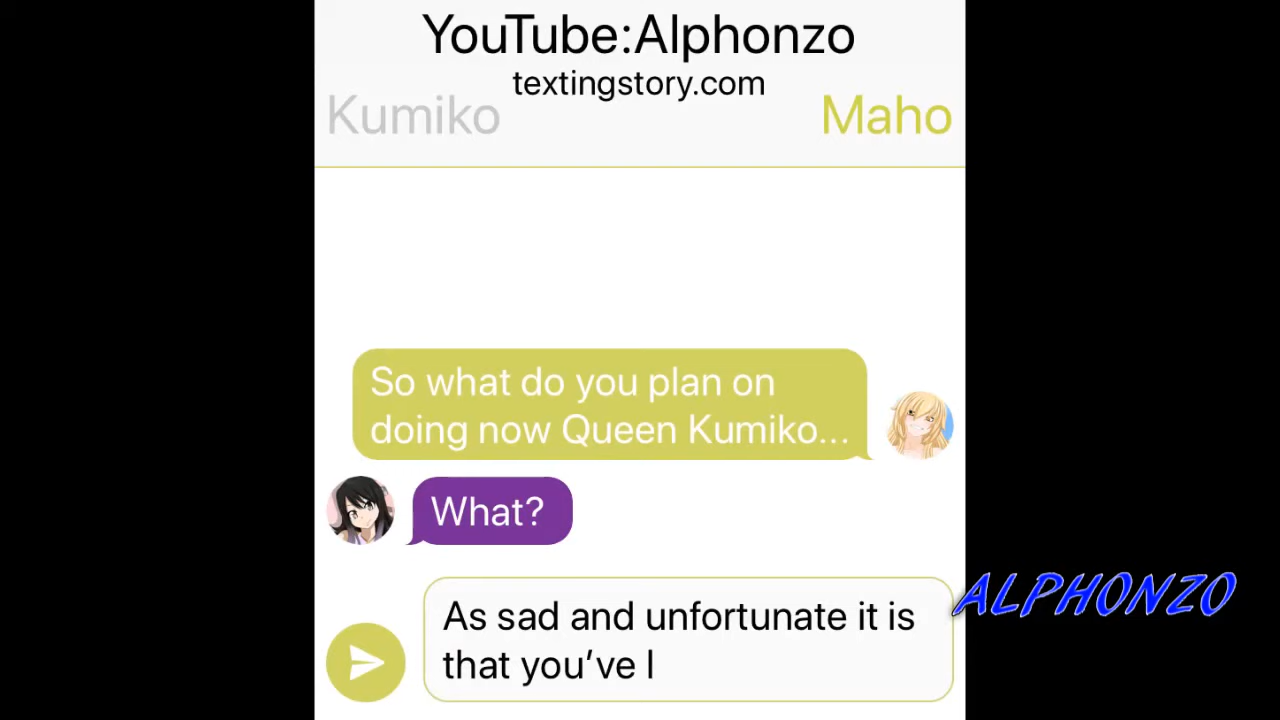 YouTube:Alphonzo
textingstory.com
Kumiko
Maho
So what do you plan on
doing now Queen Kumiko...
What?
As sad and unfortunate it is
that you’ve l
ALPHONZO